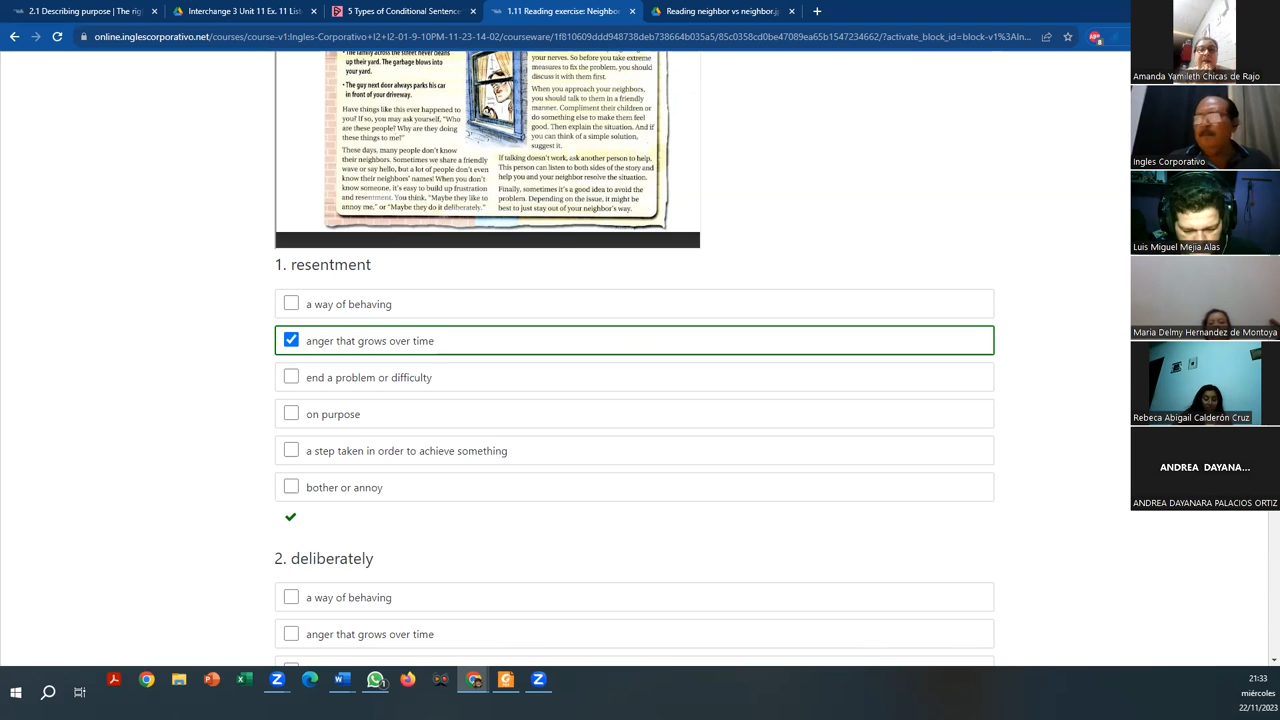 2.1 Describing purpose | The ri
Interchange 3 Unit 11 Ex. 11 List
5 Types of Conditional Sentence
1.11 Reading exercise: Neighbor
Reading neighbor vs neighbor.j
online.inglescorporativo.net/courses/course-v1:Ingles-Corporativo+I2+I2-01-9-10PM-11-23-14-02/courseware/1f810609ddd948738deb738664b035a5/85c0358cd0be47089ea65b1547234662/?activate_block_id=block-v1%3AIn...
The family across the street never cleans
up their yard. The garbage blows into
your yard.
• The guy next door always parks his car
in front of your driveway.
Have things like this ever happened to
you? If so, you may ask yourself, "Who
are these people? Why are they doing
these things to me?"
These days, many people don't know
their neighbors. Sometimes we share a friendly
wave or say hello, but a lot of people don't even
know their neighbors' names! When you don't
know someone, it's easy to build up frustration
and resentment. You think, "Maybe they like to
annoy me," or "Maybe they do it deliberately."
your nerves. So before you take extreme
measures to fix the problem, you should
discuss it with them first.
When you approach your neighbors,
you should talk to them in a friendly
manner. Compliment their children or
do something else to make them feel
good. Then explain the situation. And if
you can think of a simple solution,
suggest it.
If talking doesn't work, ask another person to help.
This person can listen to both sides of the story and
help you and your neighbor resolve the situation.
Finally, sometimes it's a good idea to avoid the
problem. Depending on the issue, it might be
best to just stay out of your neighbor's way.
1. resentment
a way of behaving
anger that grows over time
end a problem or difficulty
on purpose
a step taken in order to achieve something
bother or annoy
2. deliberately
a way of behaving
anger that grows over time
Amanda Yamileth Chicas de Rajo
Ingles Corporativo
Luis Miguel Mejia Alas
Maria Delmy Hernandez de Montoya
Rebeca Abigail Calderón Cruz
ANDREA DAYANA...
ANDREA DAYANARA PALACIOS ORTIZ
21:33
miércoles
22/11/2023